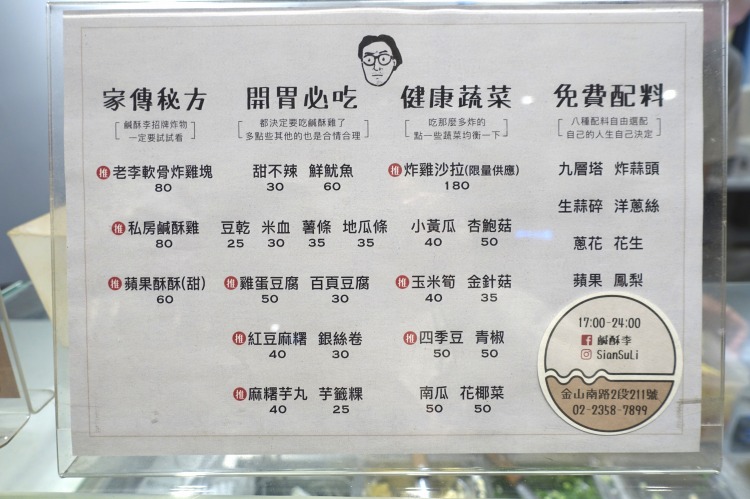 家傳秘方
鹹酥李招牌炸物
一定要試試看
推 老李軟骨炸雞塊
80
推 私房鹹酥雞
80
推 蘋果酥酥(甜)
60
開胃必吃
都決定要吃鹹酥雞了
多點些其他的也是合情合理
甜不辣 鮮魷魚
30 60
豆乾 米血 薯條 地瓜條
25 30 35 35
推 雞蛋豆腐 百頁豆腐
50 30
推 紅豆麻糬 銀絲卷
40 30
推 麻糬芋丸 芋籤粿
40 25
健康蔬菜
吃那麼多炸的
點一些蔬菜均衡一下
推 炸雞沙拉(限量供應)
180
小黃瓜 杏鮑菇
40 50
推 玉米筍 金針菇
40 35
推 四季豆 青椒
50 50
南瓜 花椰菜
50 50
免費配料
八種配料自由選配
自己的人生自己決定
九層塔 炸蒜頭
生蒜碎 洋蔥絲
蔥花 花生
蘋果 鳳梨
17:00-24:00
鹹酥李
SianSuLi
金山南路2段211號
02-2358-7899